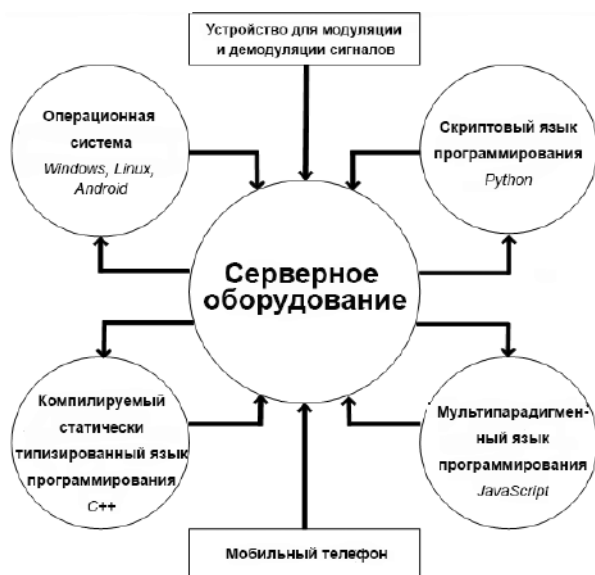 Устройство для модуляции
и демодуляции сигналов
Операционная
система
Windows, Linux,
Android
Скриптовый язык
программирования
Python
Серверное
оборудование
Компилируемый
статически
типизированный язык
программирования
C++
Мультипарадигмен-
ный язык
программирования
JavaScript
Мобильный телефон